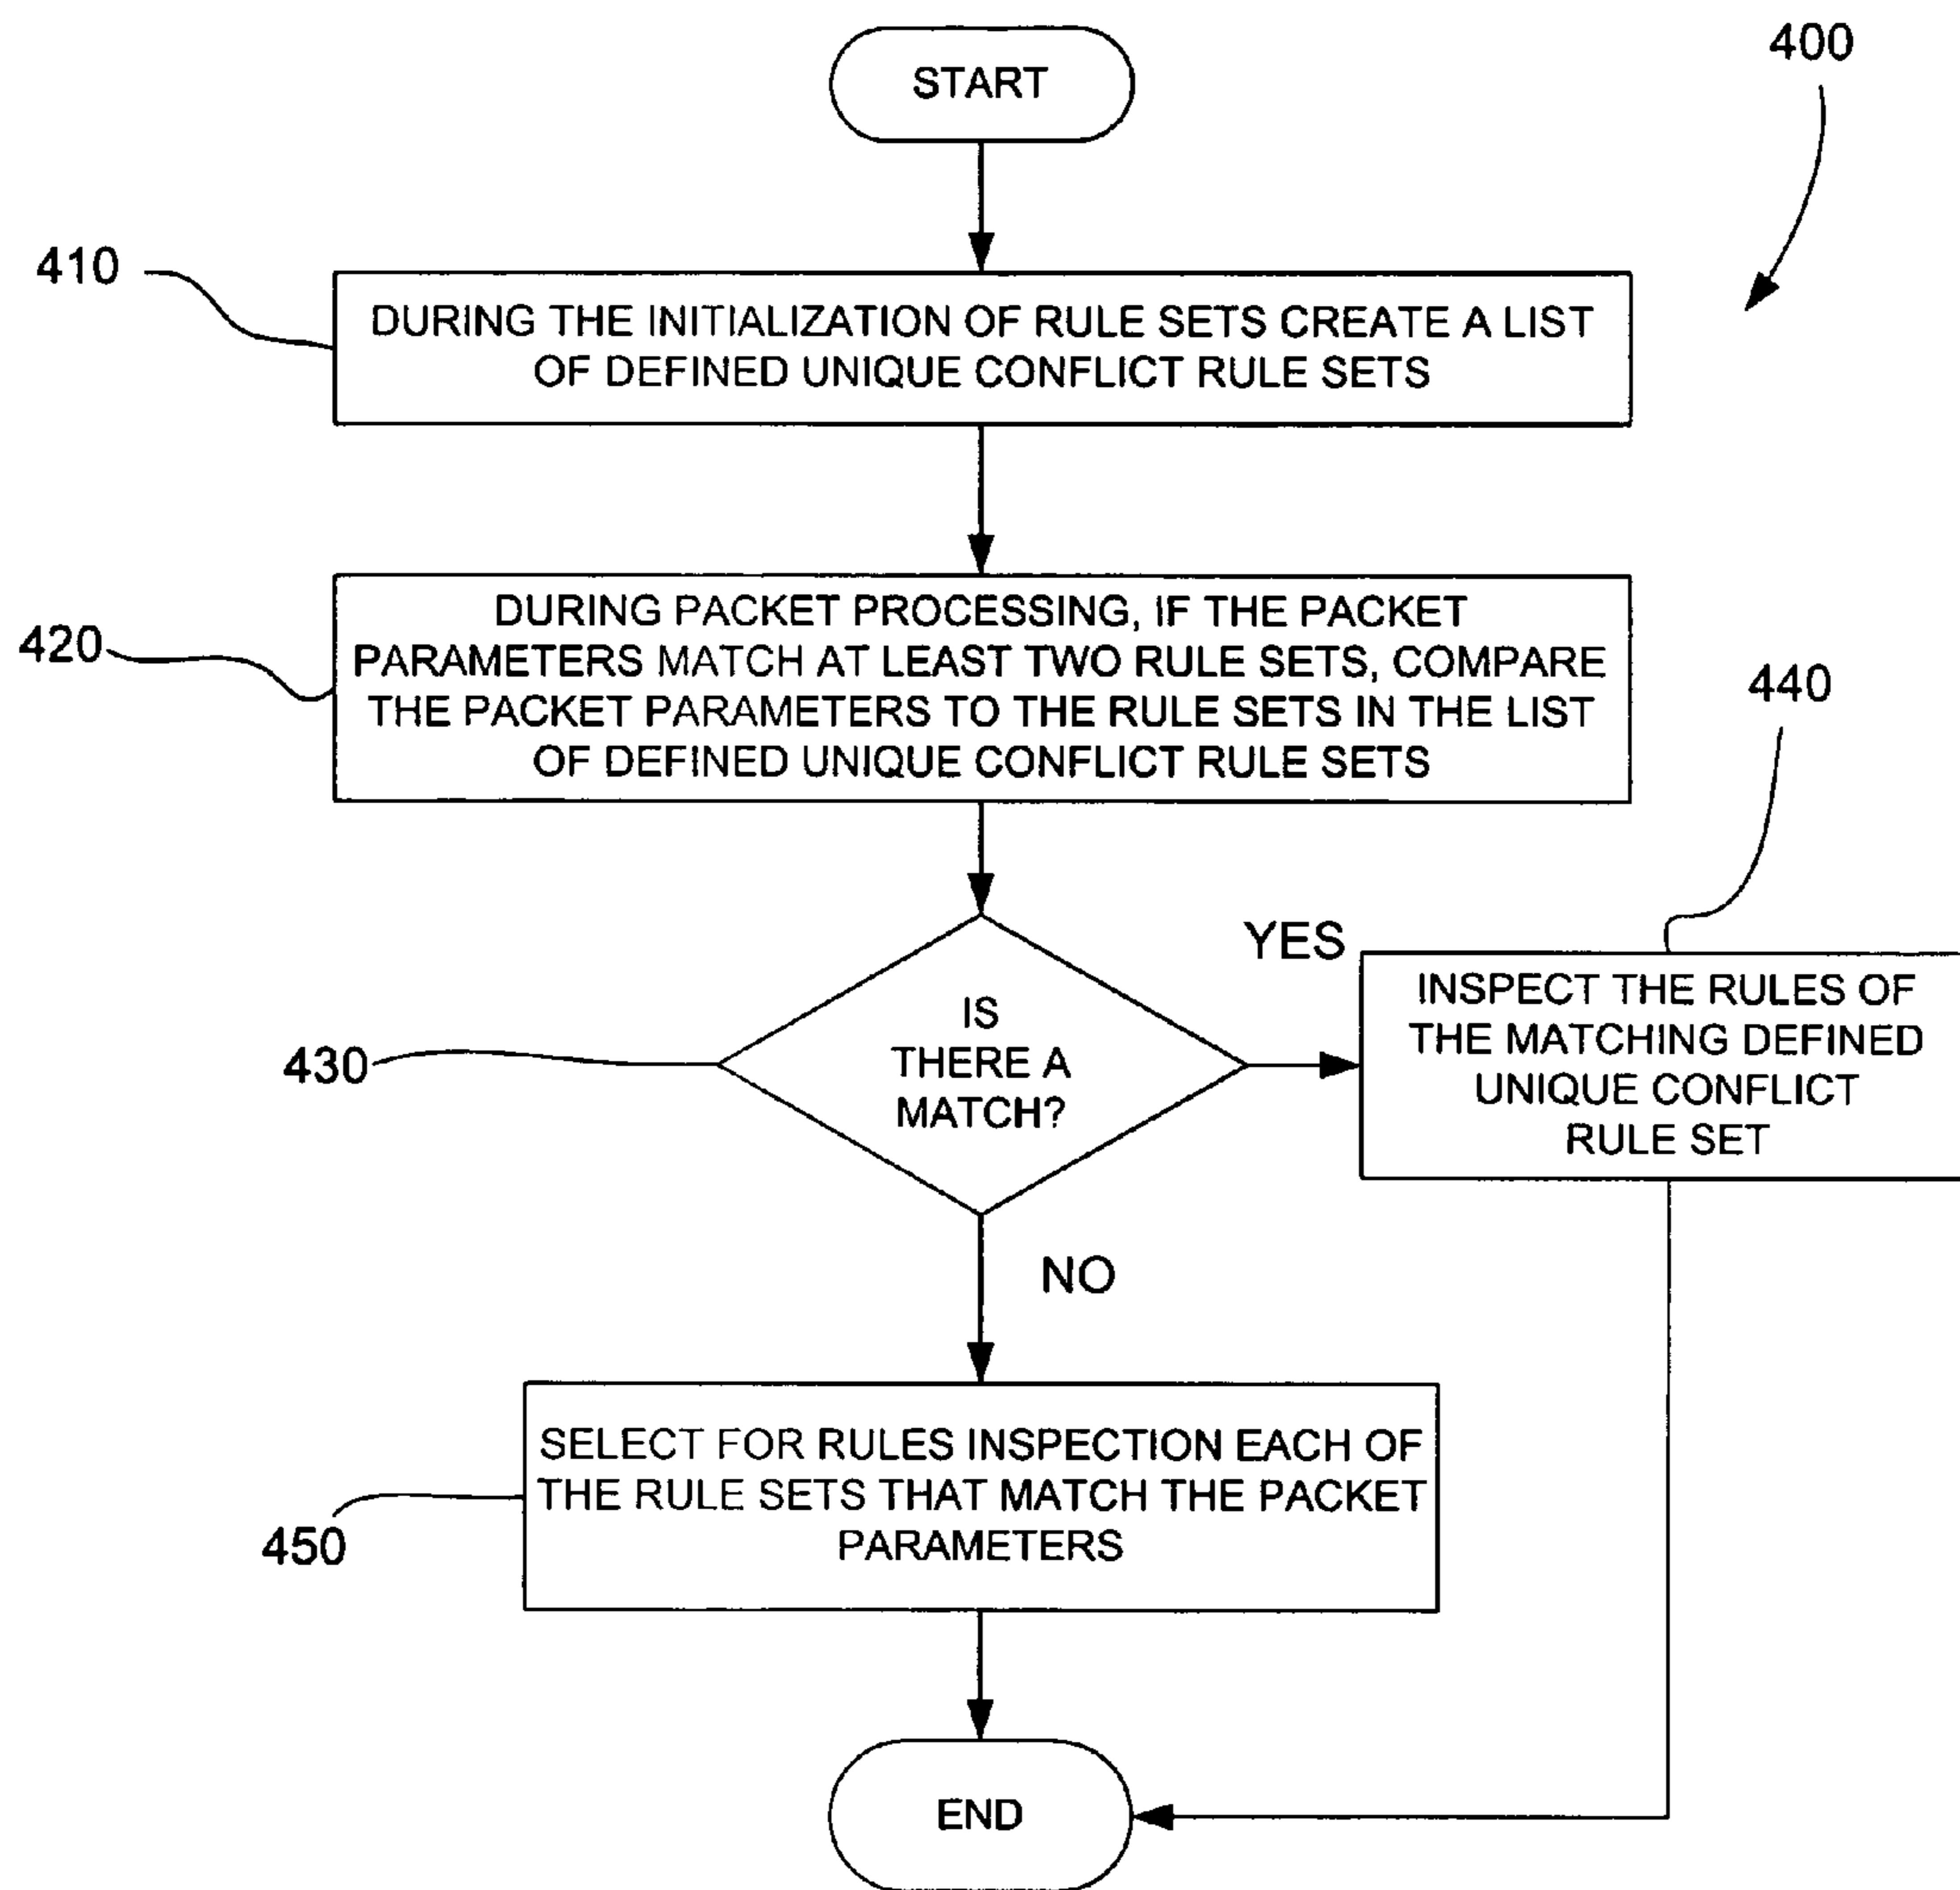 START
400
410
DURING THE INITIALIZATION OF RULE SETS CREATE A LIST
OF DEFINED UNIQUE CONFLICT RULE SETS
420
DURING PACKET PROCESSING, IF THE PACKET
PARAMETERS MATCH AT LEAST TWO RULE SETS, COMPARE
THE PACKET PARAMETERS TO THE RULE SETS IN THE LIST
OF DEFINED UNIQUE CONFLICT RULE SETS
440
430
IS
THERE A
MATCH?
YES
INSPECT THE RULES OF
THE MATCHING DEFINED
UNIQUE CONFLICT
RULE SET
NO
450
SELECT FOR RULES INSPECTION EACH OF
THE RULE SETS THAT MATCH THE PACKET
PARAMETERS
END